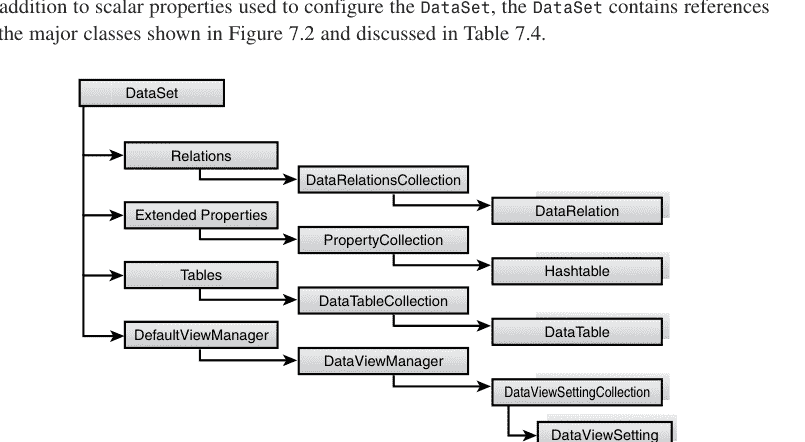 addition to scalar properties used to configure the DataSet, the DataSet contains references
the major classes shown in Figure 7.2 and discussed in Table 7.4.
DataSet
Relations
DataRelationsCollection
DataRelation
Extended Properties
PropertyCollection
Hashtable
Tables
DataTableCollection
DataTable
DefaultViewManager
DataViewManager
DataViewSettingCollection
DataViewSetting